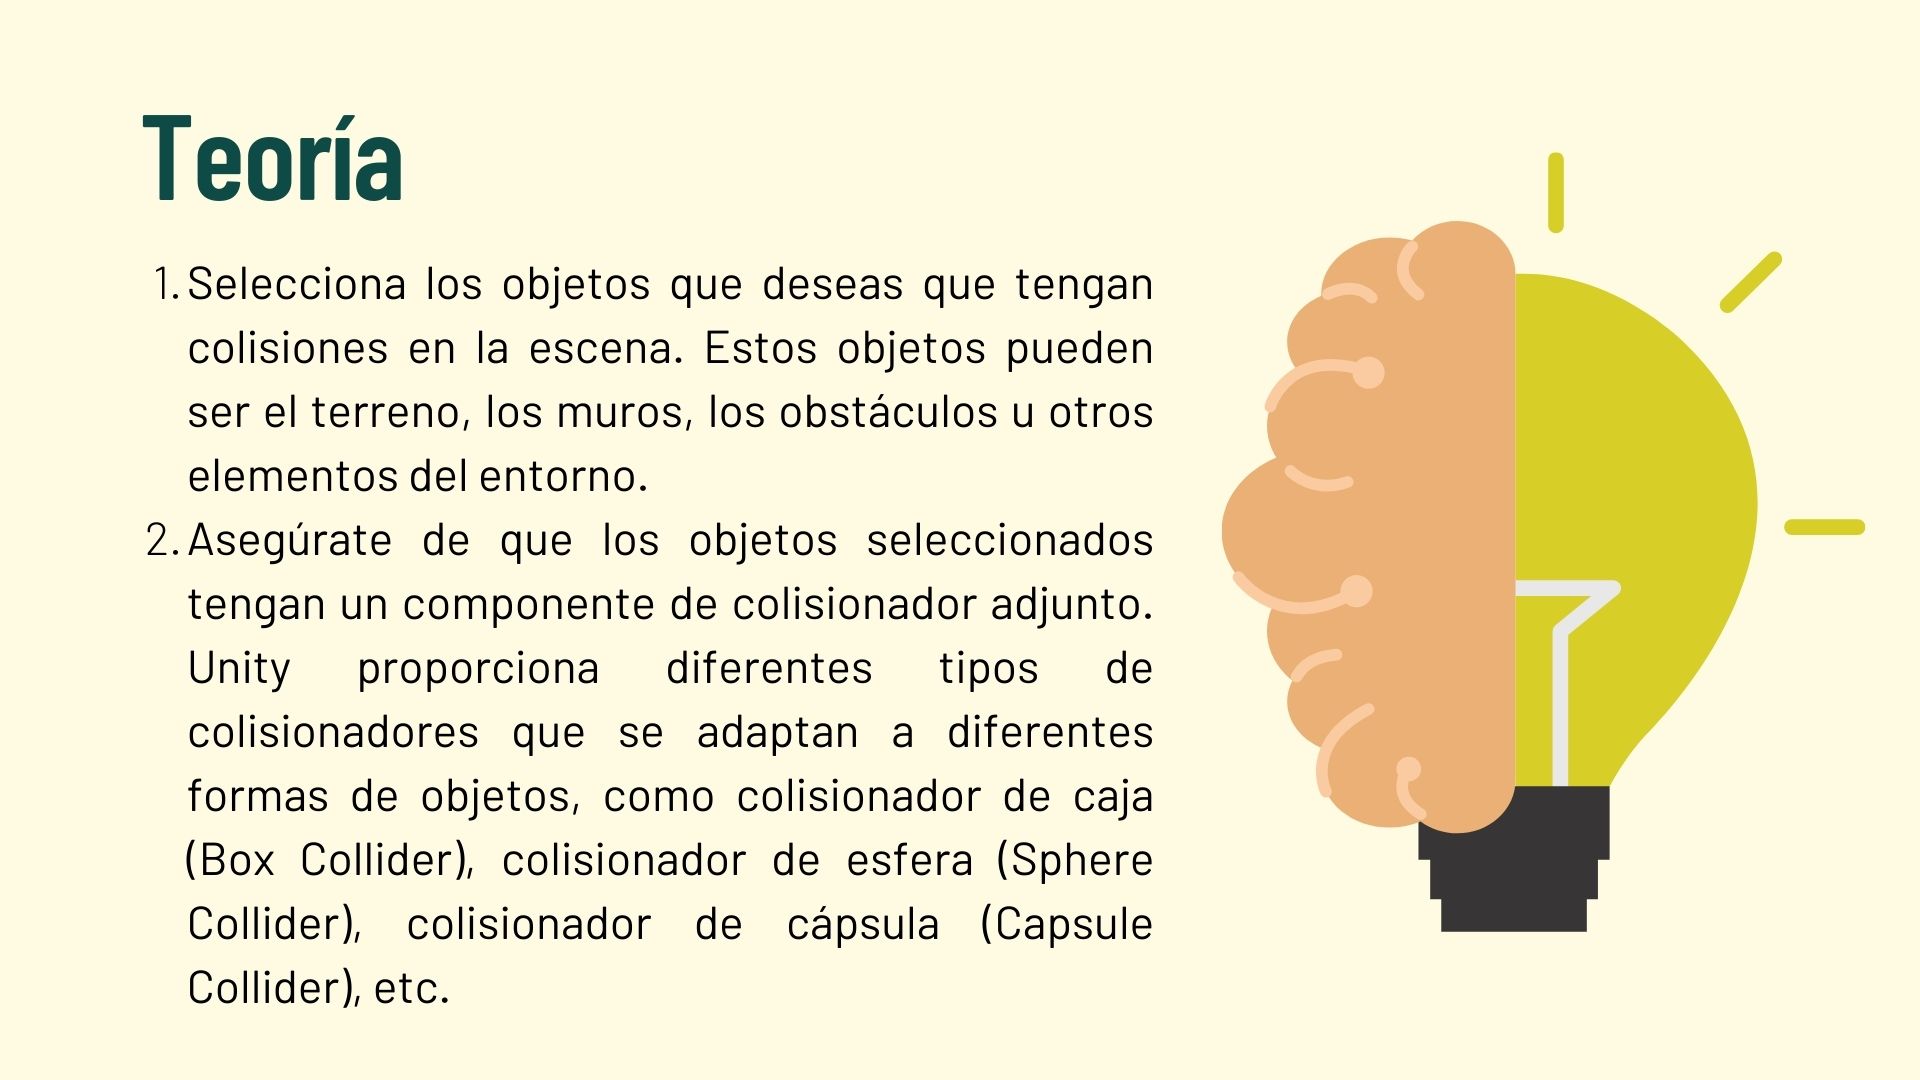 Teoría
1. Selecciona los objetos que deseas que tengan
colisiones en la escena. Estos objetos pueden
ser el terreno, los muros, los obstáculos u otros
elementos del entorno.
2. Asegúrate de que los objetos seleccionados
tengan un componente de colisionador adjunto.
Unity proporciona diferentes tipos de
colisionadores que se adaptan a diferentes
formas de objetos, como colisionador de caja
(Box Collider), colisionador de esfera (Sphere
Collider), colisionador de cápsula (Capsule
Collider), etc.